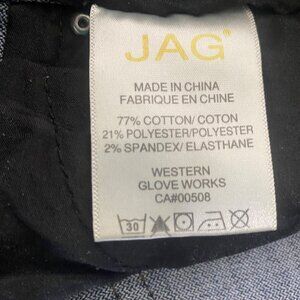 JAG®
MADE IN CHINA
FABRIQUE EN CHINE
77% COTTON/ COTON
21% POLYESTER/POLYESTER
2% SPANDEX/ ELASTHANE
WESTERN
GLOVE WORKS
CA#00508
30